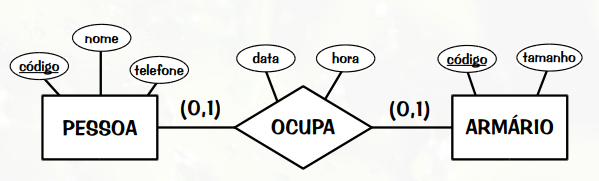 nome
data
hora
código
tamanho
código
telefone
(0,1)
(0,1)
PESSOA
OCUPA
ARMÁRIO